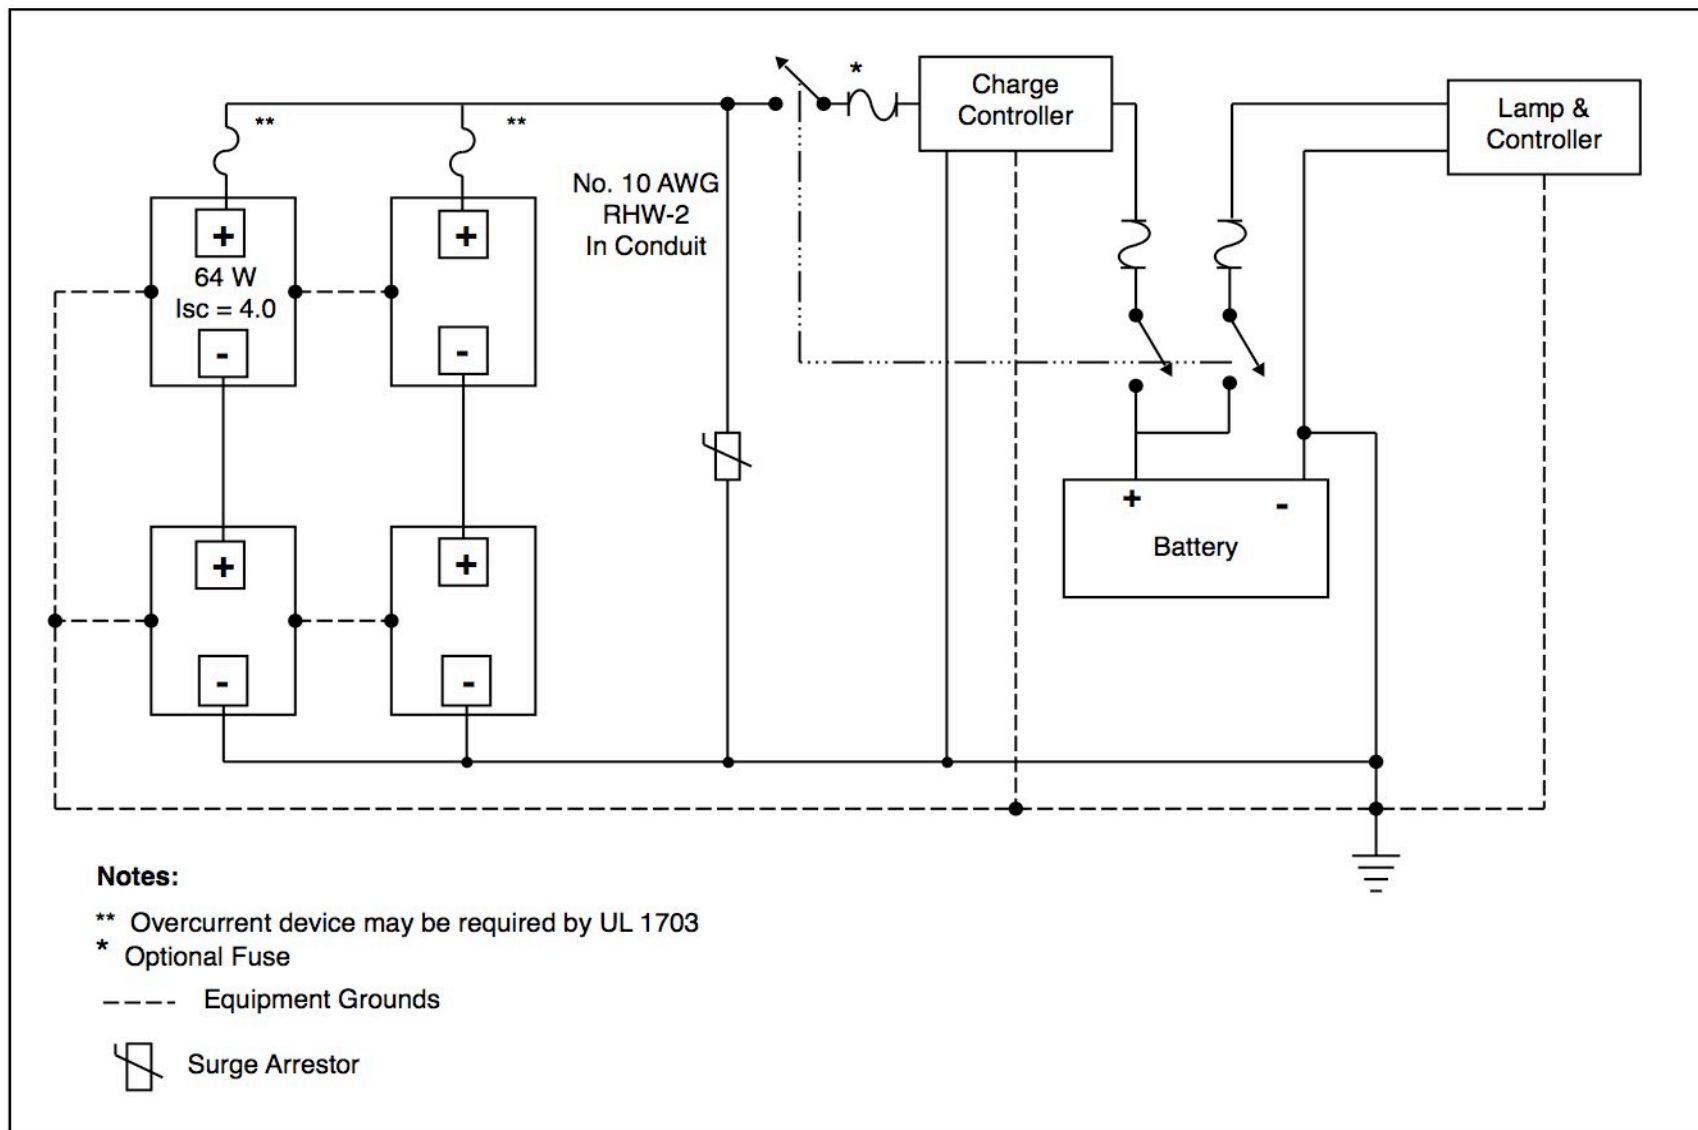 **
**
*
Charge
Controller
Lamp &
Controller
No. 10 AWG
RHW-2
In Conduit
+
+
64 W
Isc = 4.0
-
-
+
+
-
-
+
-
Battery
Notes:
** Overcurrent device may be required by UL 1703
* Optional Fuse
Equipment Grounds
Surge Arrestor